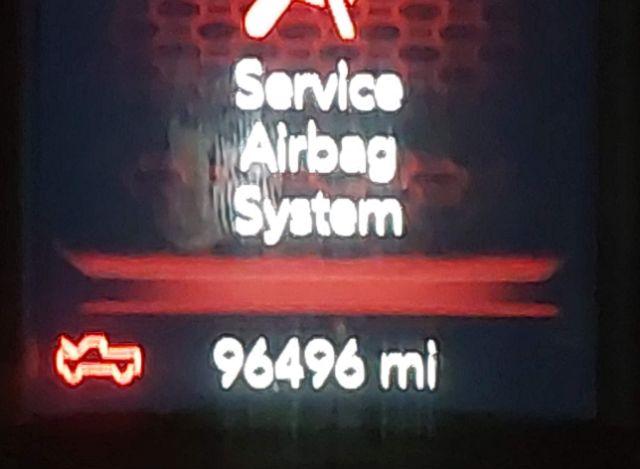 Service
Airbag
System
96496 mi